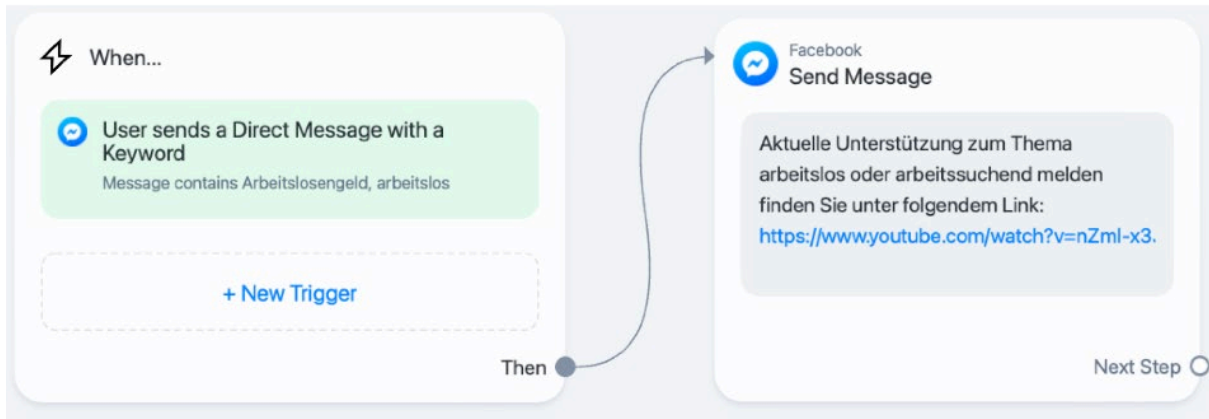 When...
User sends a Direct Message with a
Keyword
Message contains Arbeitslosengeld, arbeitslos
+ New Trigger
Then
Facebook
Send Message
Aktuelle Unterstützung zum Thema
arbeitslos oder arbeitssuchend melden
finden Sie unter folgendem Link:
https://www.youtube.com/watch?v=nZml-x3.
Next Step